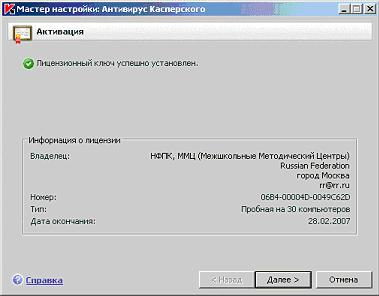 Мастер настройки: Антивирус Касперского
Активация
Лицензионный ключ успешно установлен.
Информация о лицензии
Владелец: НФПК, ММЦ (Межшкольные Методический Центры)
Russian Federation
город Москва
rr@rr.ru
Номер: 06B4-00004D-0049C62D
Тип: Пробная на 30 компьютеров
Дата окончания: 28.02.2007
Справка < Назад Далее > Отмена